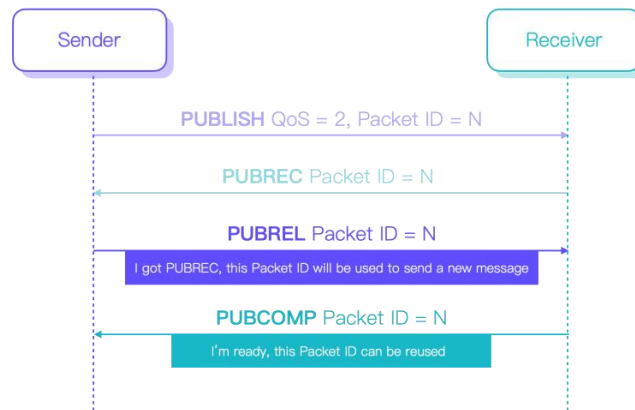 Sender
Receiver
PUBLISH QoS = 2, Packet ID = N
PUBREC Packet ID = N
PUBREL Packet ID = N
I got PUBREC, this Packet ID will be used to send a new message
PUBCOMP Packet ID = N
I'm ready, this Packet ID can be reused